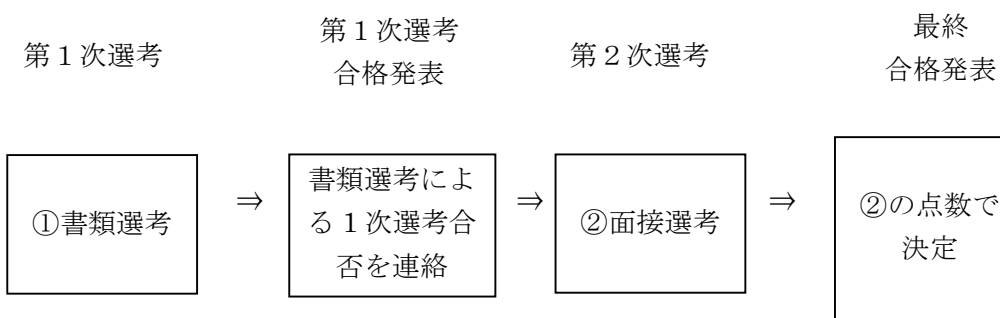 第１次選考
第１次選考
合格発表
第２次選考
最終
合格発表
①書類選考
⇒
書類選考によ
る１次選考合
否を連絡
⇒
②面接選考
⇒
②の点数で
決定